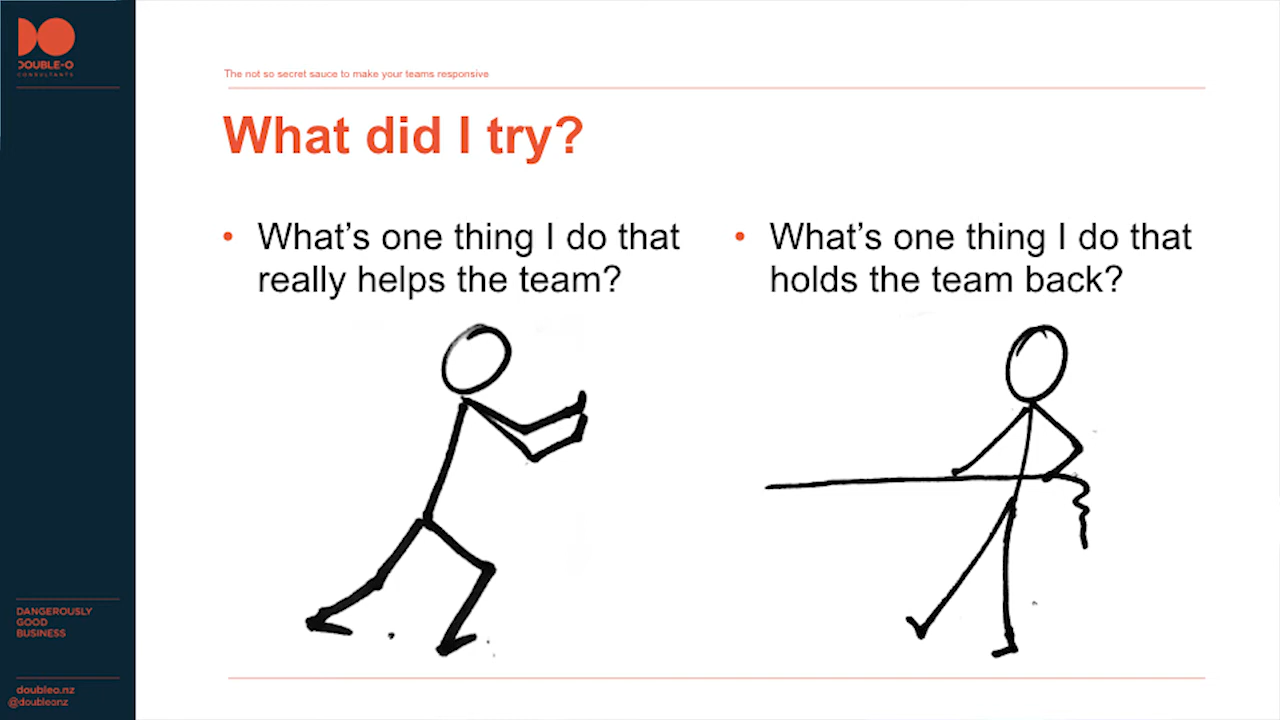 DOUBLE-O
CONSULTANTS
The not so secret sauce to make your teams responsive
What did I try?
• What's one thing I do that
really helps the team?
• What's one thing I do that
holds the team back?
DANGEROUSLY
GOOD
BUSINESS
doubleo.nz
@doubleonz